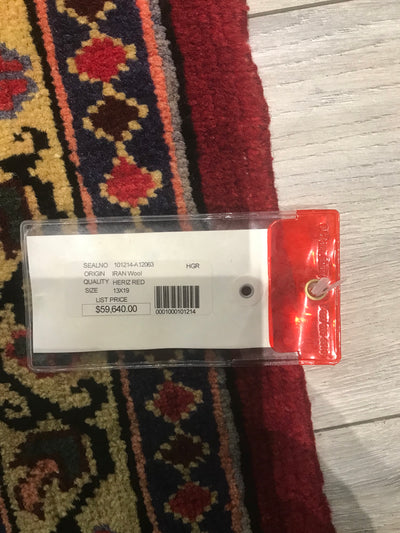 SEALNO 101214-A12063 HGR
ORIGIN IRAN Wool
QUALITY HERIZ RED
SIZE 13X19
LIST PRICE
$59,640.00
0001000101214